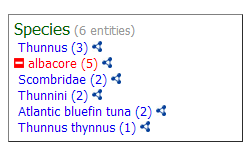 Species (6 entities)
Thunnus (3)
albacore (5)
Scombridae (2)
Thunnini (2)
Atlantic bluefin tuna (2)
Thunnus thynnus (1)